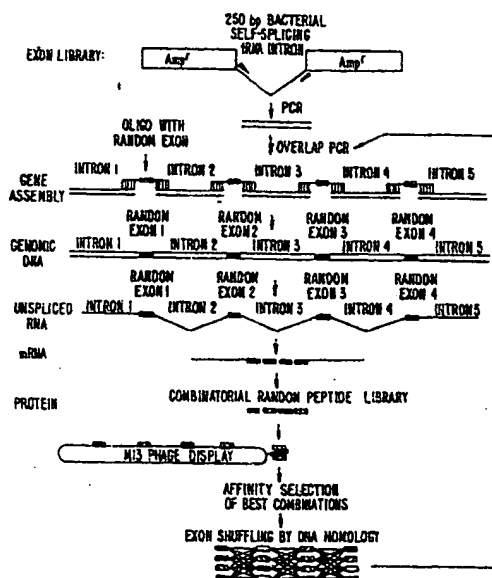 250 bp BACTERIAL
SELF-SPLICING
tRNA INTRON
EXON LIBRARY:
Ampʳ Ampʳ
PCR
OLIGO WITH
RANDOM EXON
OVERLAP PCR
INTRON 1 INTRON 2 INTRON 3 INTRON 4 INTRON 5
GENE
ASSEMBLY
RANDOM EXON 1 RANDOM EXON 2 RANDOM EXON 3 RANDOM EXON 4
GENOMIC
DNA
INTRON 1 INTRON 2 INTRON 3 INTRON 4 INTRON 5
RANDOM EXON 1 RANDOM EXON 2 RANDOM EXON 3 RANDOM EXON 4
UNSPLICED
RNA
INTRON 1 INTRON 2 INTRON 3 INTRON 4 INTRON 5
mRNA
COMBINATORIAL RANDOM PEPTIDE LIBRARY
PROTEIN
M13 PHAGE DISPLAY
AFFINITY SELECTION
OF BEST COMBINATIONS
EXON SHUFFLING BY DNA HOMOLOGY